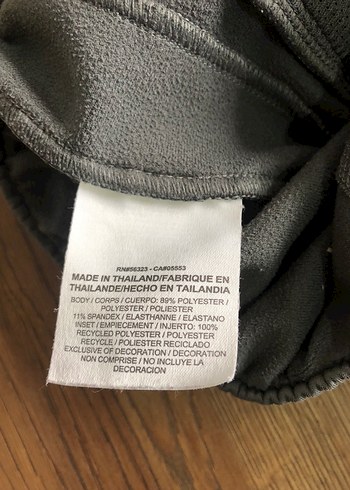 RN#56323 - CA#05553
MADE IN THAILAND/FABRIQUE EN
THAILANDE/HECHO EN TAILANDIA
BODY / CORPS / CUERPO: 89% POLYESTER /
POLYESTER / POLIESTER
11% SPANDEX / ELASTHANNE / ELASTANO
INSET / EMPIECEMENT / INJERTO: 100%
RECYCLED POLYESTER / POLYESTER
RECYCLE / POLIESTER RECICLADO
EXCLUSIVE OF DECORATION / DECORATION
NON COMPRISE / NO INCLUYE LA
DECORACION